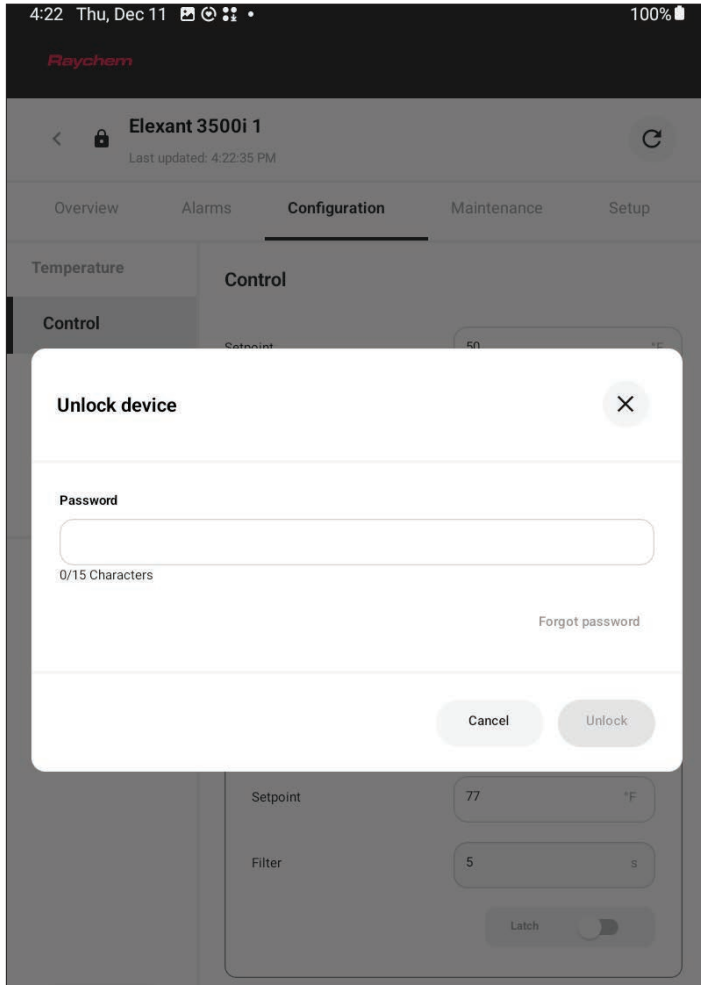 4:22 Thu, Dec 11
100%
Raychem
Elexant 3500i 1
Last updated: 4:22:35 PM
Overview Alarms Configuration Maintenance Setup
Temperature
Control
Control
Setpoint 50 °F
Unlock device
Password
0/15 Characters
Forgot password
Cancel Unlock
Setpoint 77 °F
Filter 5 s
Latch